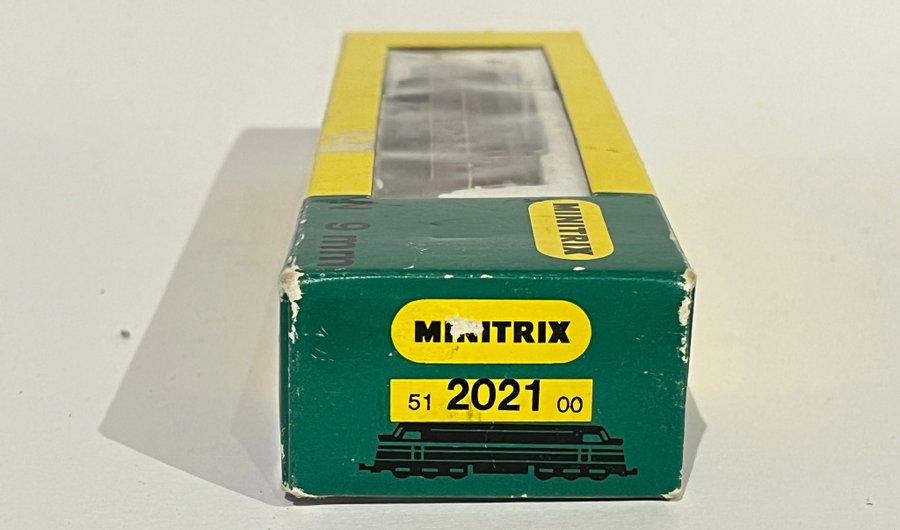 N 9 mm
MINITRIX
MINITRIX
51 2021 00